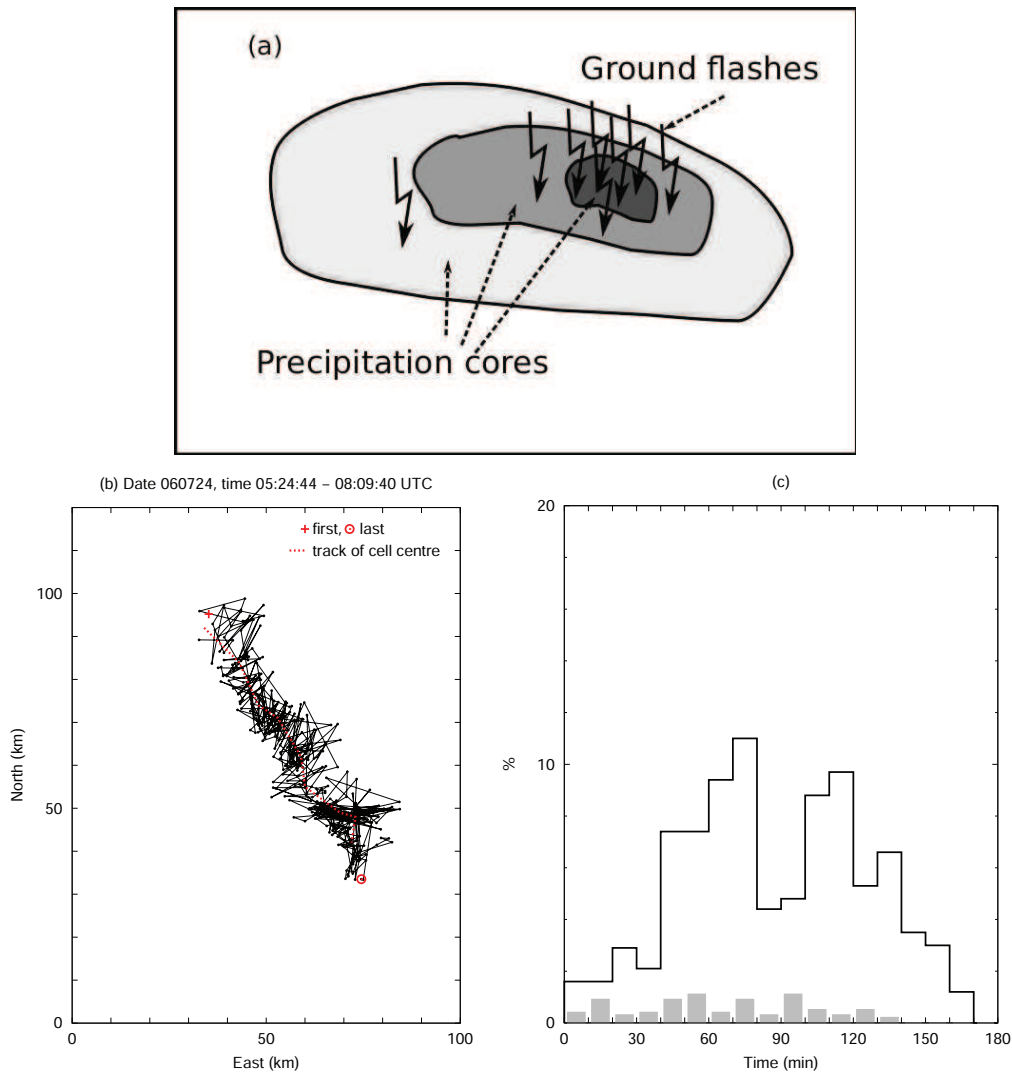 (a)
Ground flashes
Precipitation cores
(b) Date 060724, time 05:24:44 – 08:09:40 UTC
first, last
track of cell centre
100
50
0
North (km)
0 50 100
East (km)
(c)
20
10
0
%
0 30 60 90 120 150 180
Time (min)